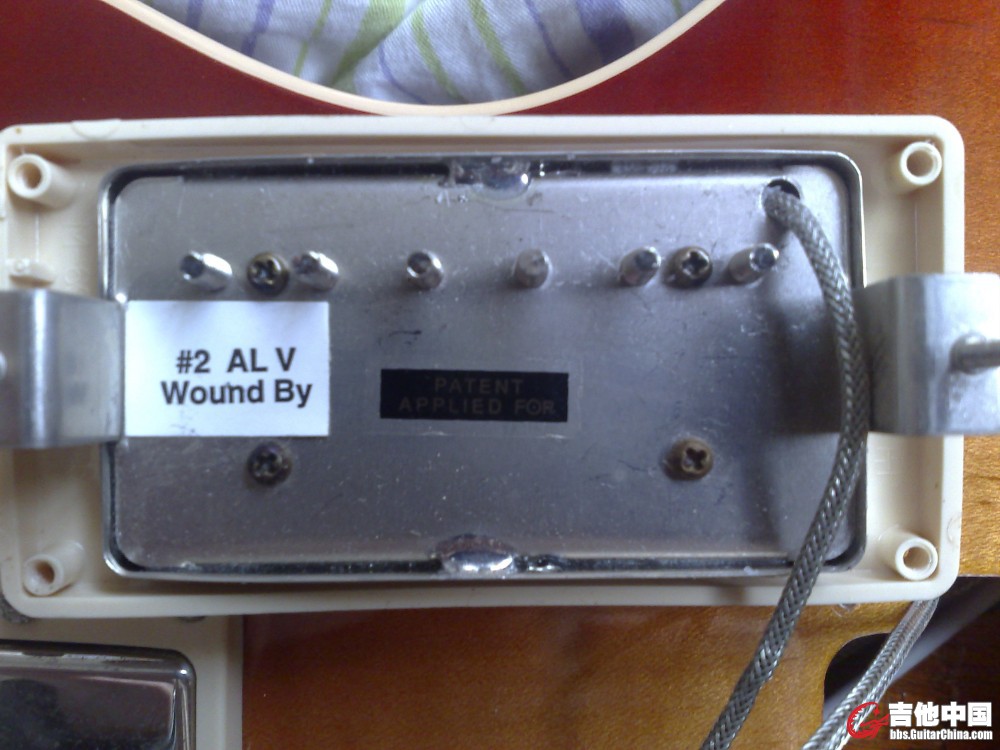 #2 AL V
Wound By
PATENT
APPLIED FOR
吉他中国
bbs.GuitarChina.com